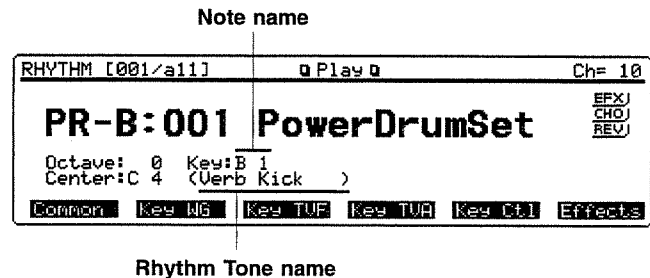 Note name
RHYTHM [001/a11] Play Ch= 10
PR-B:001 PowerDrumSet
EFX
CHO
REV
Octave: 0 Key:B 1
Center:C 4 (Verb Kick )
Common Key WG Key TVF Key TVA Key Ctl Effects
Rhythm Tone name